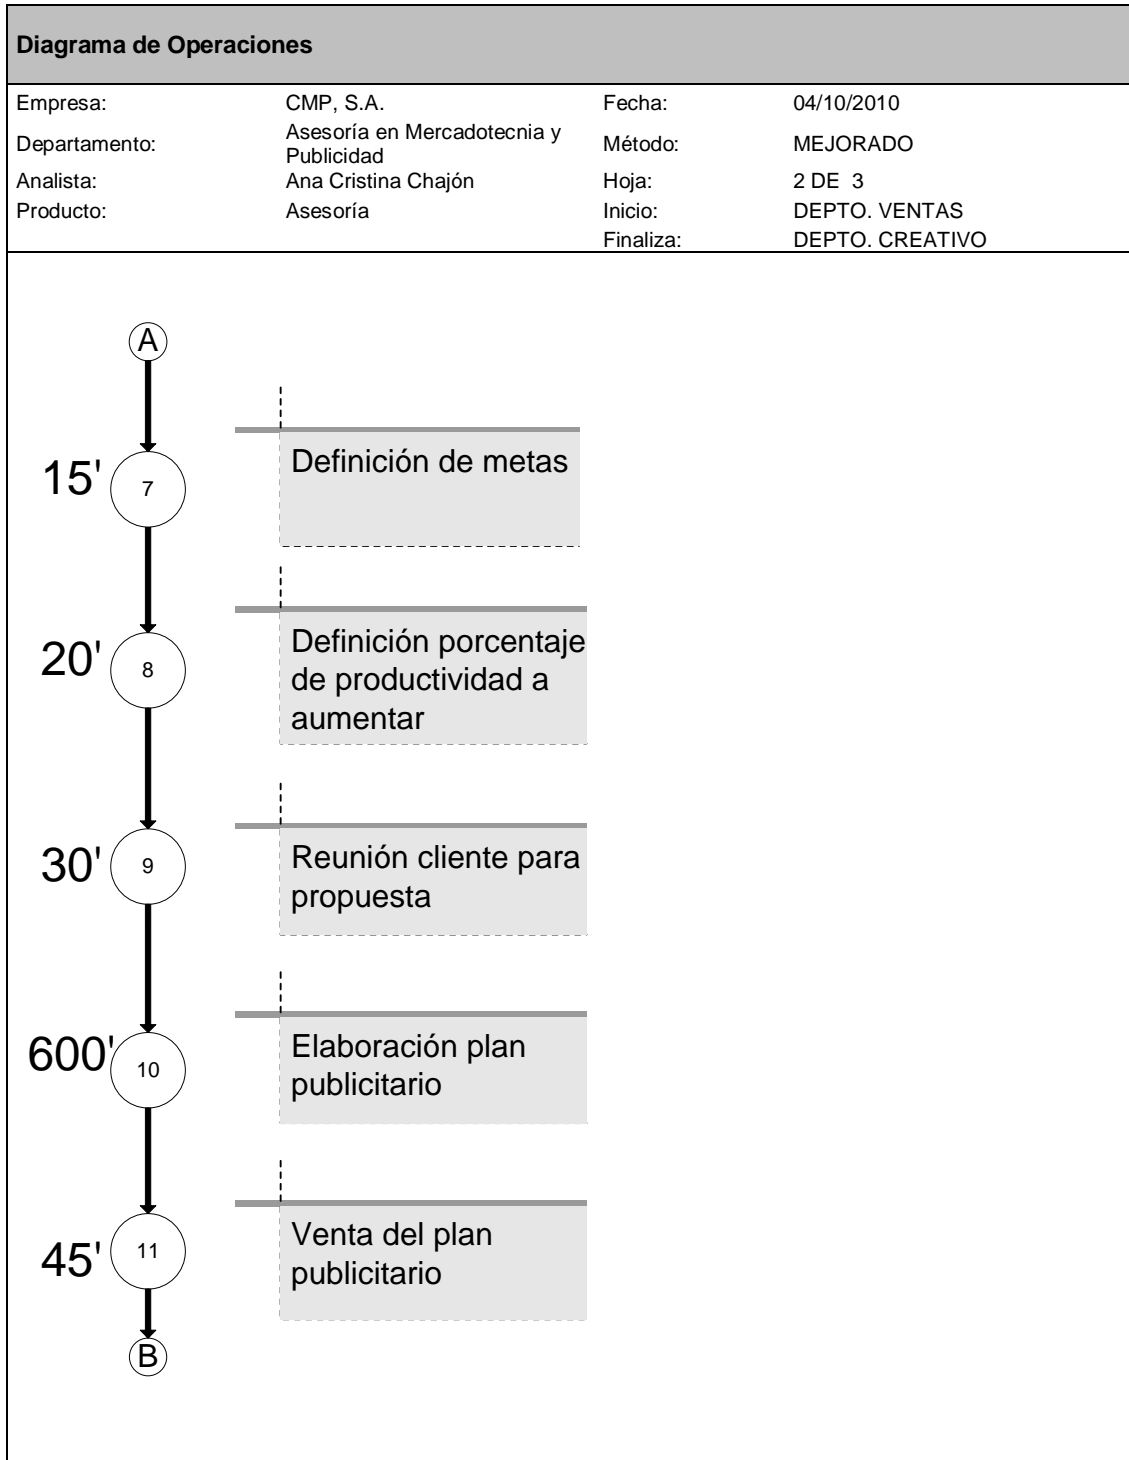 Diagrama de Operaciones
Empresa: CMP, S.A. Fecha: 04/10/2010
Departamento: Asesoría en Mercadotecnia y
Publicidad Método: MEJORADO
Analista: Ana Cristina Chajón Hoja: 2 DE 3
Producto: Asesoría Inicio: DEPTO. VENTAS
Finaliza: DEPTO. CREATIVO
A
15' 7 Definición de metas
20' 8 Definición porcentaje
de productividad a
aumentar
30' 9 Reunión cliente para
propuesta
600' 10 Elaboración plan
publicitario
45' 11 Venta del plan
publicitario
B